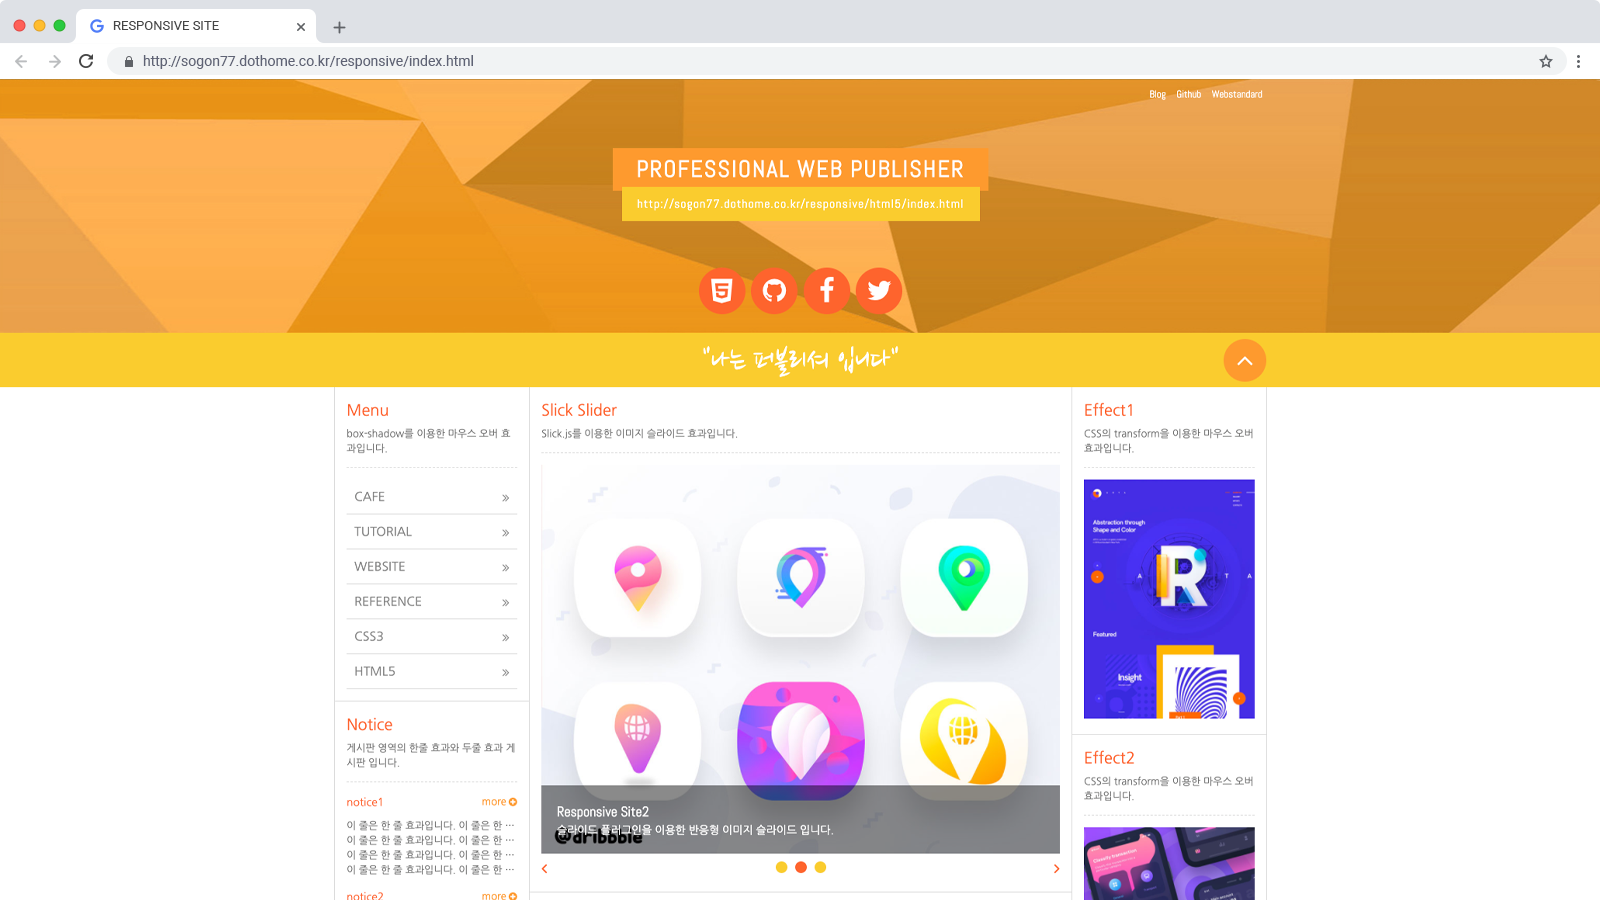 RESPONSIVE SITE
http://sogon77.dothome.co.kr/responsive/index.html
Blog Github Webstandard
PROFESSIONAL WEB PUBLISHER
http://sogon77.dothome.co.kr/responsive/html5/index.html
"나는 퍼블리셔 입니다"
Menu
box-shadow를 이용한 마우스 오버 효
과입니다.
CAFE
TUTORIAL
WEBSITE
REFERENCE
CSS3
HTML5
Notice
게시판 영역의 한줄 효과와 두줄 효과 게
시판 입니다.
notice1 more
이 줄은 한 줄 효과입니다. 이 줄은 한 ...
이 줄은 한 줄 효과입니다. 이 줄은 한 ...
이 줄은 한 줄 효과입니다. 이 줄은 한 ...
이 줄은 한 줄 효과입니다. 이 줄은 한 ...
notice2 more
Slick Slider
Slick.js를 이용한 이미지 슬라이드 효과입니다.
Responsive Site2
슬라이드 플러그인을 이용한 반응형 이미지 슬라이드 입니다.
@dribbble
Effect1
CSS의 transform을 이용한 마우스 오버
효과입니다.
Abstraction through
Shape and Color
A R T A
Featured
Insight
Effect2
CSS의 transform을 이용한 마우스 오버
효과입니다.